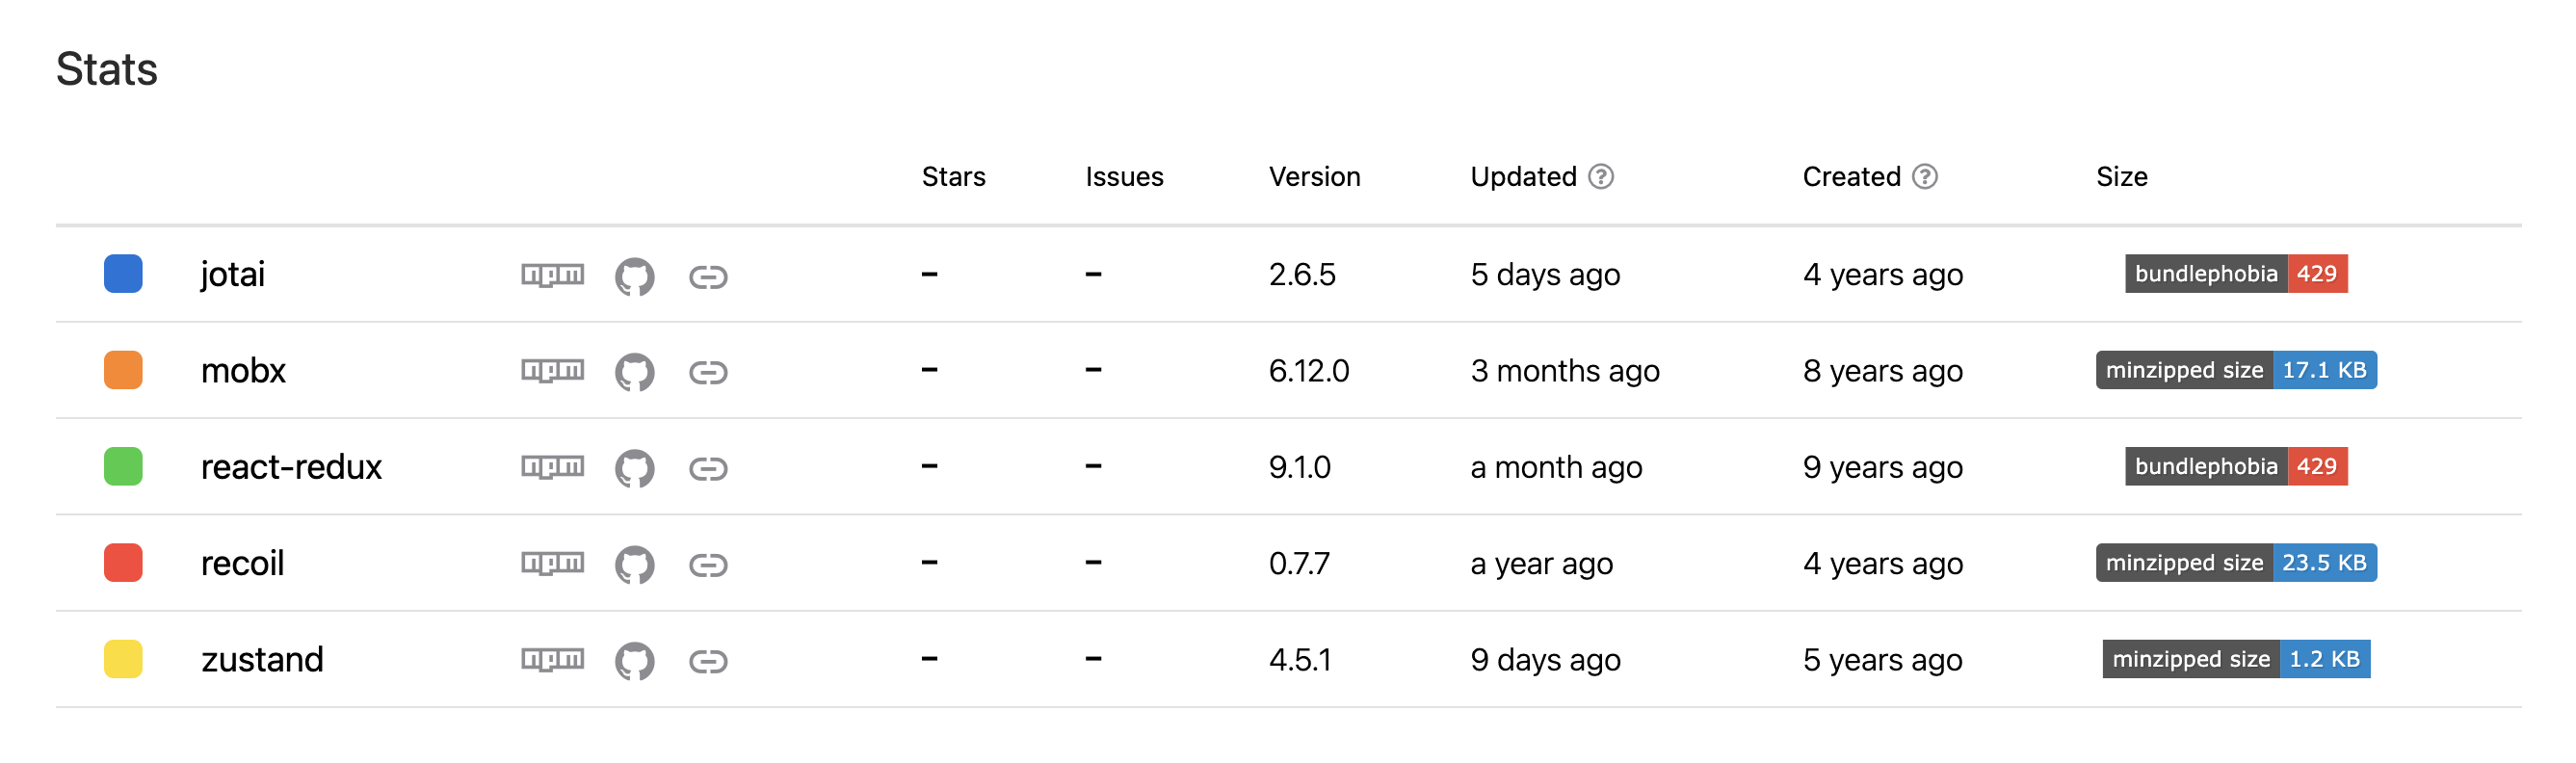 Stats
Stars Issues Version Updated ? Created ? Size
jotai npm – – 2.6.5 5 days ago 4 years ago bundlephobia 429
mobx npm – – 6.12.0 3 months ago 8 years ago minzipped size 17.1 KB
react-redux npm – – 9.1.0 a month ago 9 years ago bundlephobia 429
recoil npm – – 0.7.7 a year ago 4 years ago minzipped size 23.5 KB
zustand npm – – 4.5.1 9 days ago 5 years ago minzipped size 1.2 KB